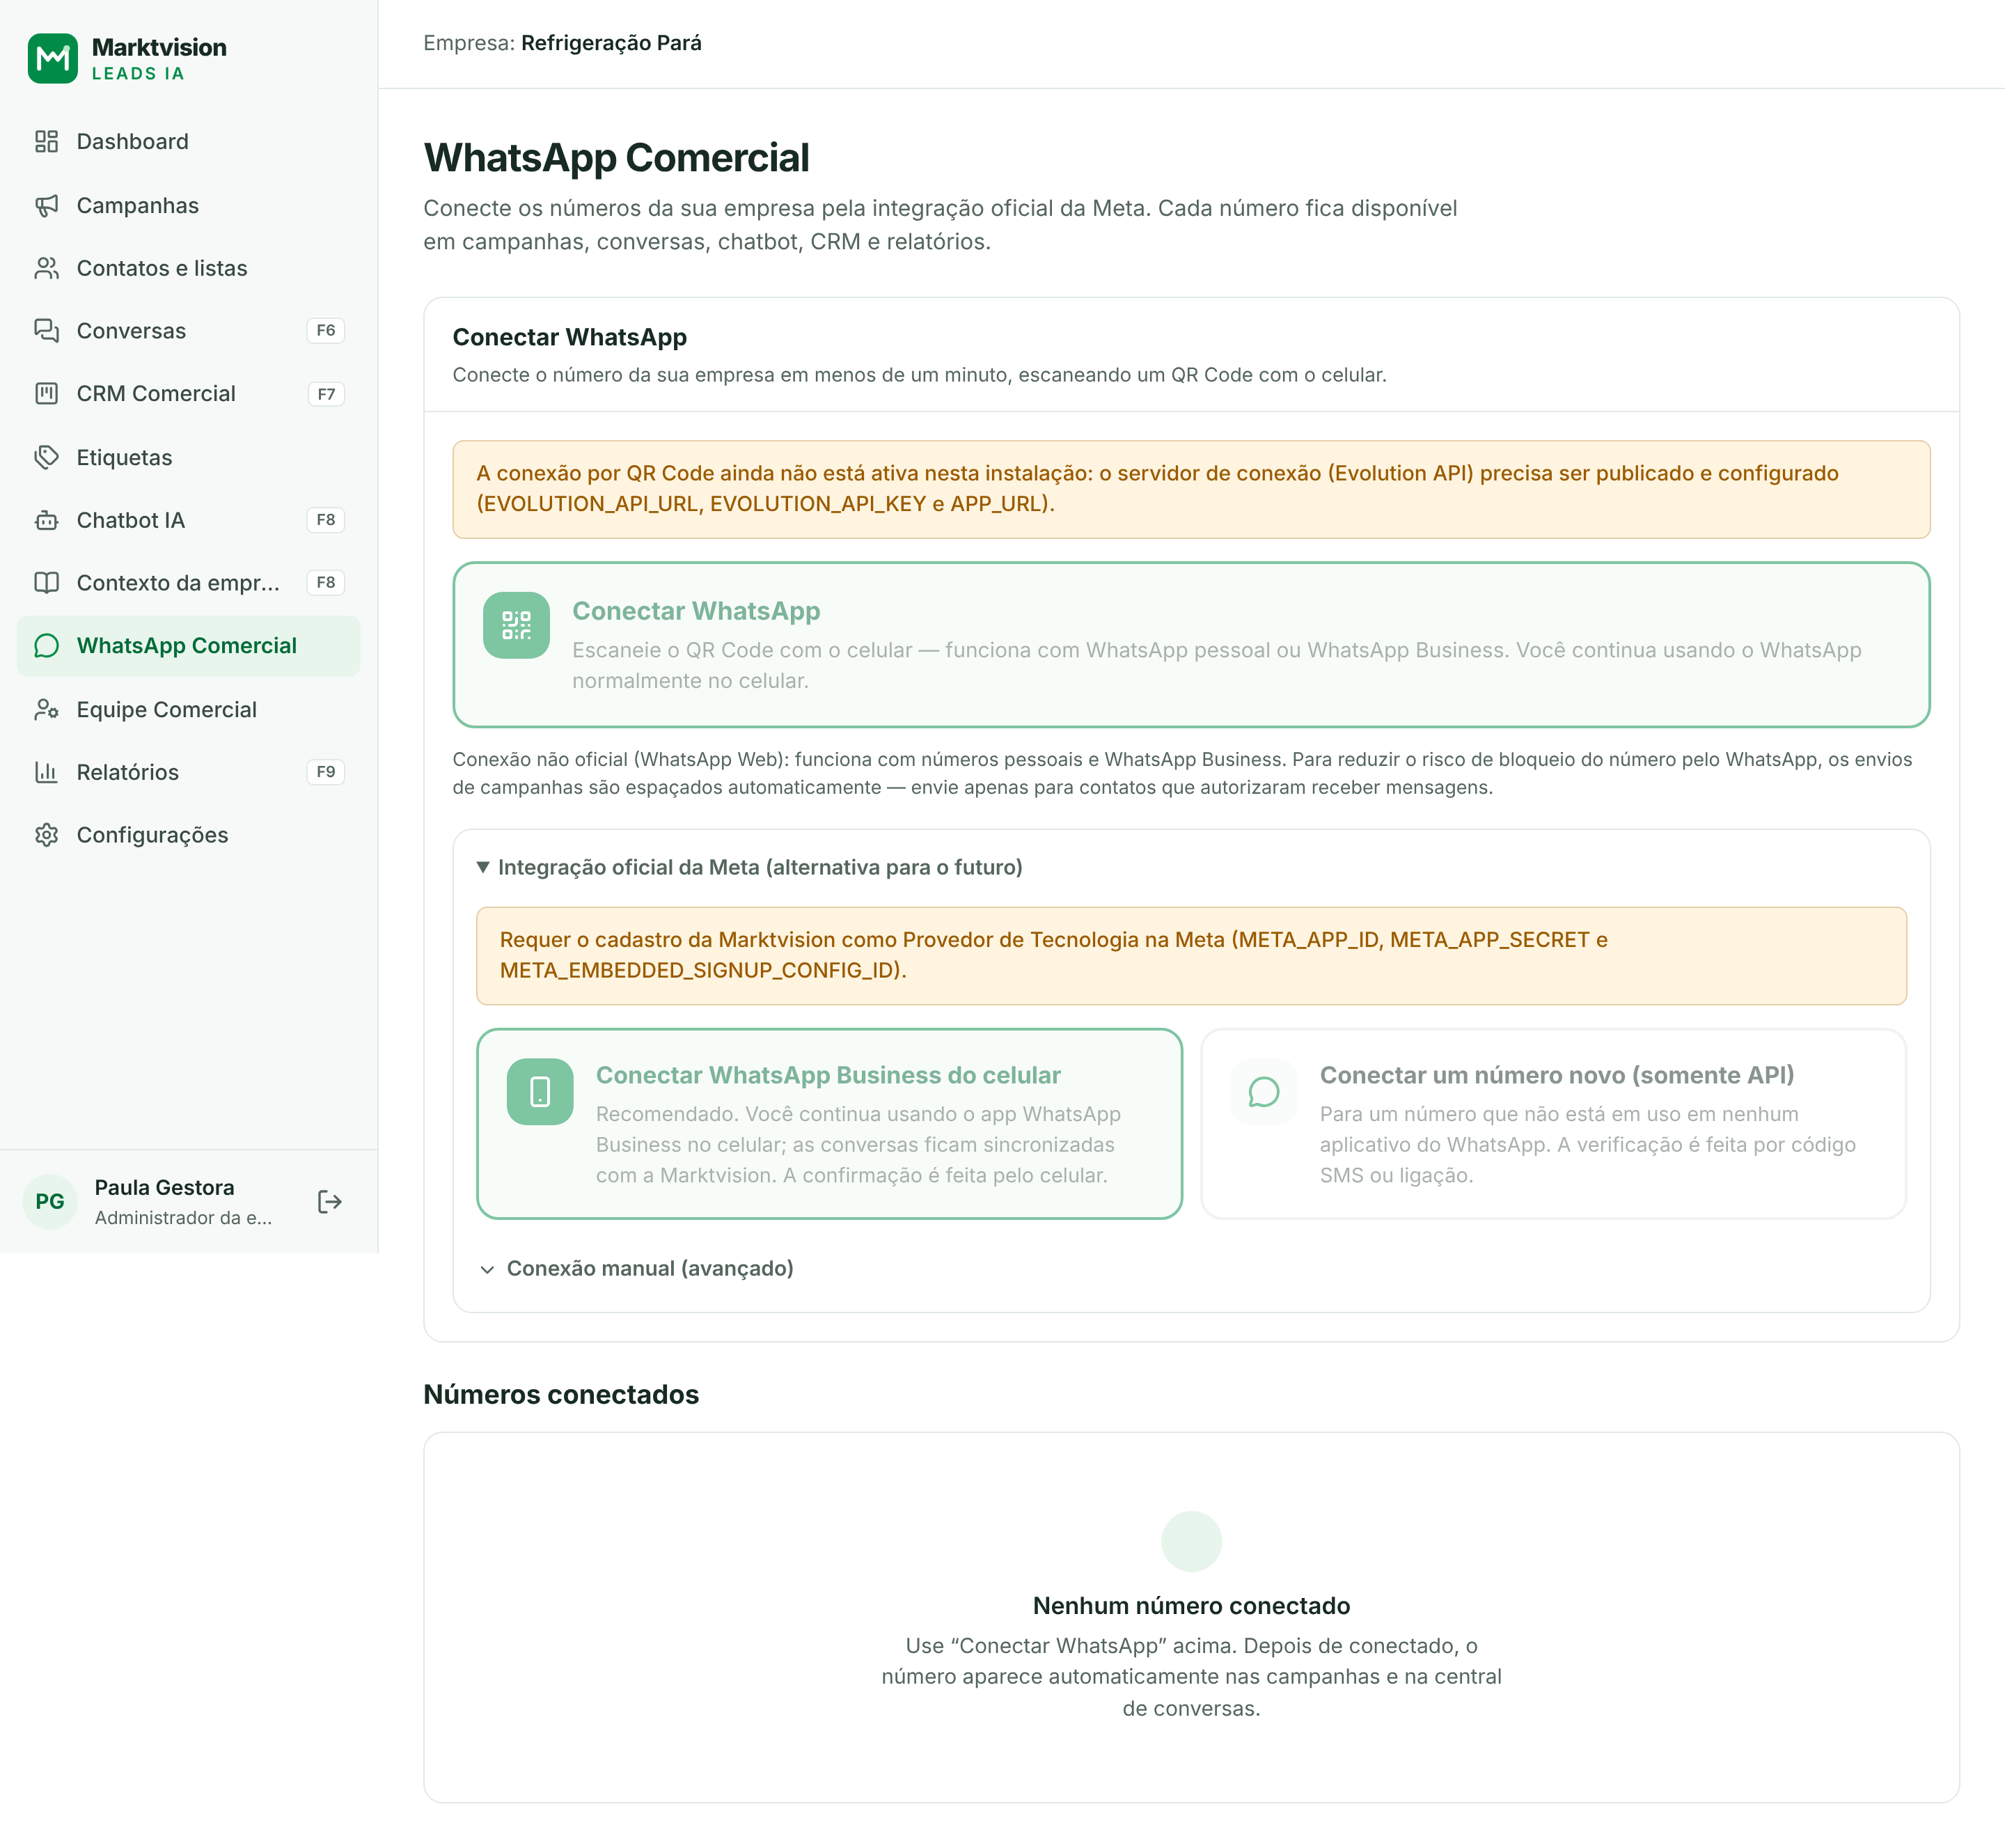 Marktvision
LEADS IA
Dashboard
Campanhas
Contatos e listas
Conversas F6
CRM Comercial F7
Etiquetas
Chatbot IA F8
Contexto da empr... F8
WhatsApp Comercial
Equipe Comercial
Relatórios F9
Configurações
PG
Paula Gestora
Administrador da e...
Empresa: Refrigeração Pará
WhatsApp Comercial
Conecte os números da sua empresa pela integração oficial da Meta. Cada número fica disponível
em campanhas, conversas, chatbot, CRM e relatórios.
Conectar WhatsApp
Conecte o número da sua empresa em menos de um minuto, escaneando um QR Code com o celular.
A conexão por QR Code ainda não está ativa nesta instalação: o servidor de conexão (Evolution API) precisa ser publicado e configurado
(EVOLUTION_API_URL, EVOLUTION_API_KEY e APP_URL).
Conectar WhatsApp
Escaneie o QR Code com o celular — funciona com WhatsApp pessoal ou WhatsApp Business. Você continua usando o WhatsApp
normalmente no celular.
Conexão não oficial (WhatsApp Web): funciona com números pessoais e WhatsApp Business. Para reduzir o risco de bloqueio do número pelo WhatsApp, os envios
de campanhas são espaçados automaticamente — envie apenas para contatos que autorizaram receber mensagens.
Integração oficial da Meta (alternativa para o futuro)
Requer o cadastro da Marktvision como Provedor de Tecnologia na Meta (META_APP_ID, META_APP_SECRET e
META_EMBEDDED_SIGNUP_CONFIG_ID).
Conectar WhatsApp Business do celular
Recomendado. Você continua usando o app WhatsApp
Business no celular; as conversas ficam sincronizadas
com a Marktvision. A confirmação é feita pelo celular.
Conectar um número novo (somente API)
Para um número que não está em uso em nenhum
aplicativo do WhatsApp. A verificação é feita por código
SMS ou ligação.
Conexão manual (avançado)
Números conectados
Nenhum número conectado
Use “Conectar WhatsApp” acima. Depois de conectado, o
número aparece automaticamente nas campanhas e na central
de conversas.